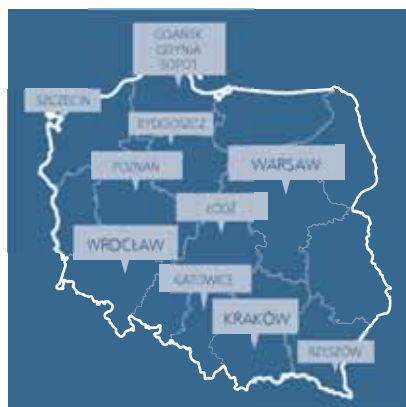 GDAŃSK
GDYNIA
SOPOT
SZCZECIN
BYDGOSZCZ
POZNAŃ
WARSAW
ŁÓDŹ
WROCŁAW
KATOWICE
KRAKÓW
RZESZÓW